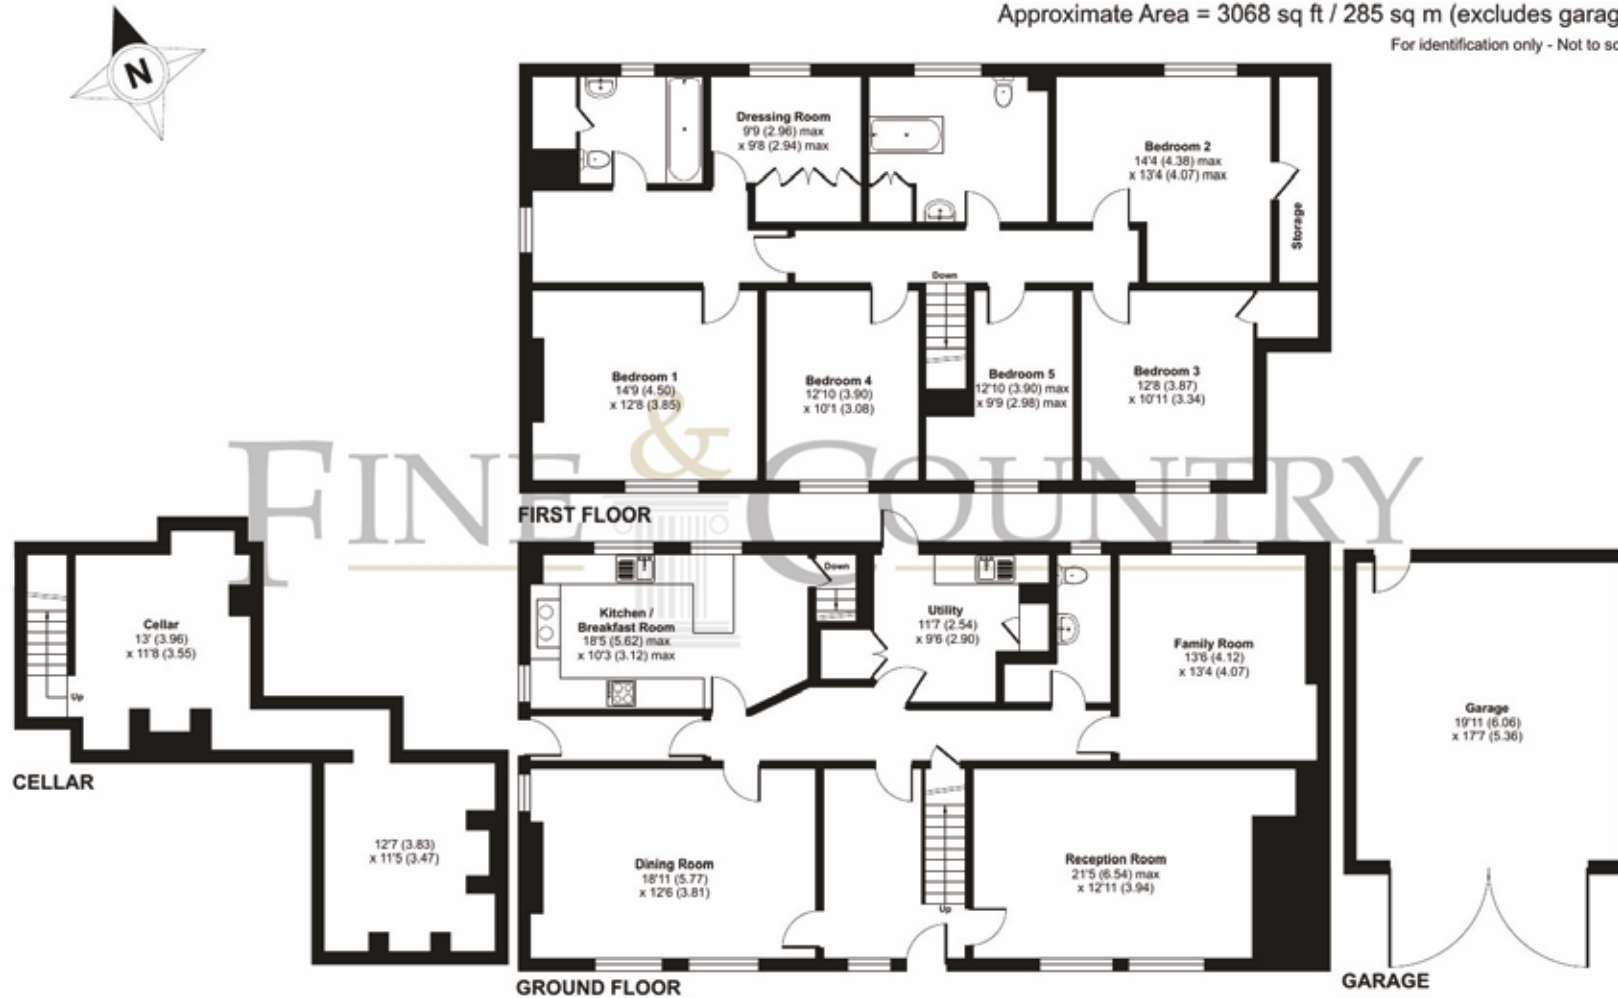 Approximate Area = 3068 sq ft / 285 sq m (excludes garag
For identification only - Not to sc
N
Dressing Room
9'9 (2.96) max
x 9'8 (2.94) max
Bedroom 2
14'4 (4.38) max
x 13'4 (4.07) max
Storage
Down
Bedroom 1
14'9 (4.50)
x 12'8 (3.85)
Bedroom 4
12'10 (3.90)
x 10'1 (3.08)
Bedroom 5
12'10 (3.90) max
x 9'9 (2.98) max
Bedroom 3
12'8 (3.87)
x 10'11 (3.34)
FINE & COUNTRY
FIRST FLOOR
Cellar
13' (3.96)
x 11'8 (3.55)
Up
CELLAR
12'7 (3.83)
x 11'5 (3.47)
Kitchen /
Breakfast Room
18'5 (5.62) max
x 10'3 (3.12) max
Down
Utility
11'7 (2.54)
x 9'6 (2.90)
Family Room
13'6 (4.12)
x 13'4 (4.07)
Dining Room
18'11 (5.77)
x 12'6 (3.81)
Up
Reception Room
21'5 (6.54) max
x 12'11 (3.94)
GROUND FLOOR
Garage
19'11 (6.06)
x 17'7 (5.36)
GARAGE